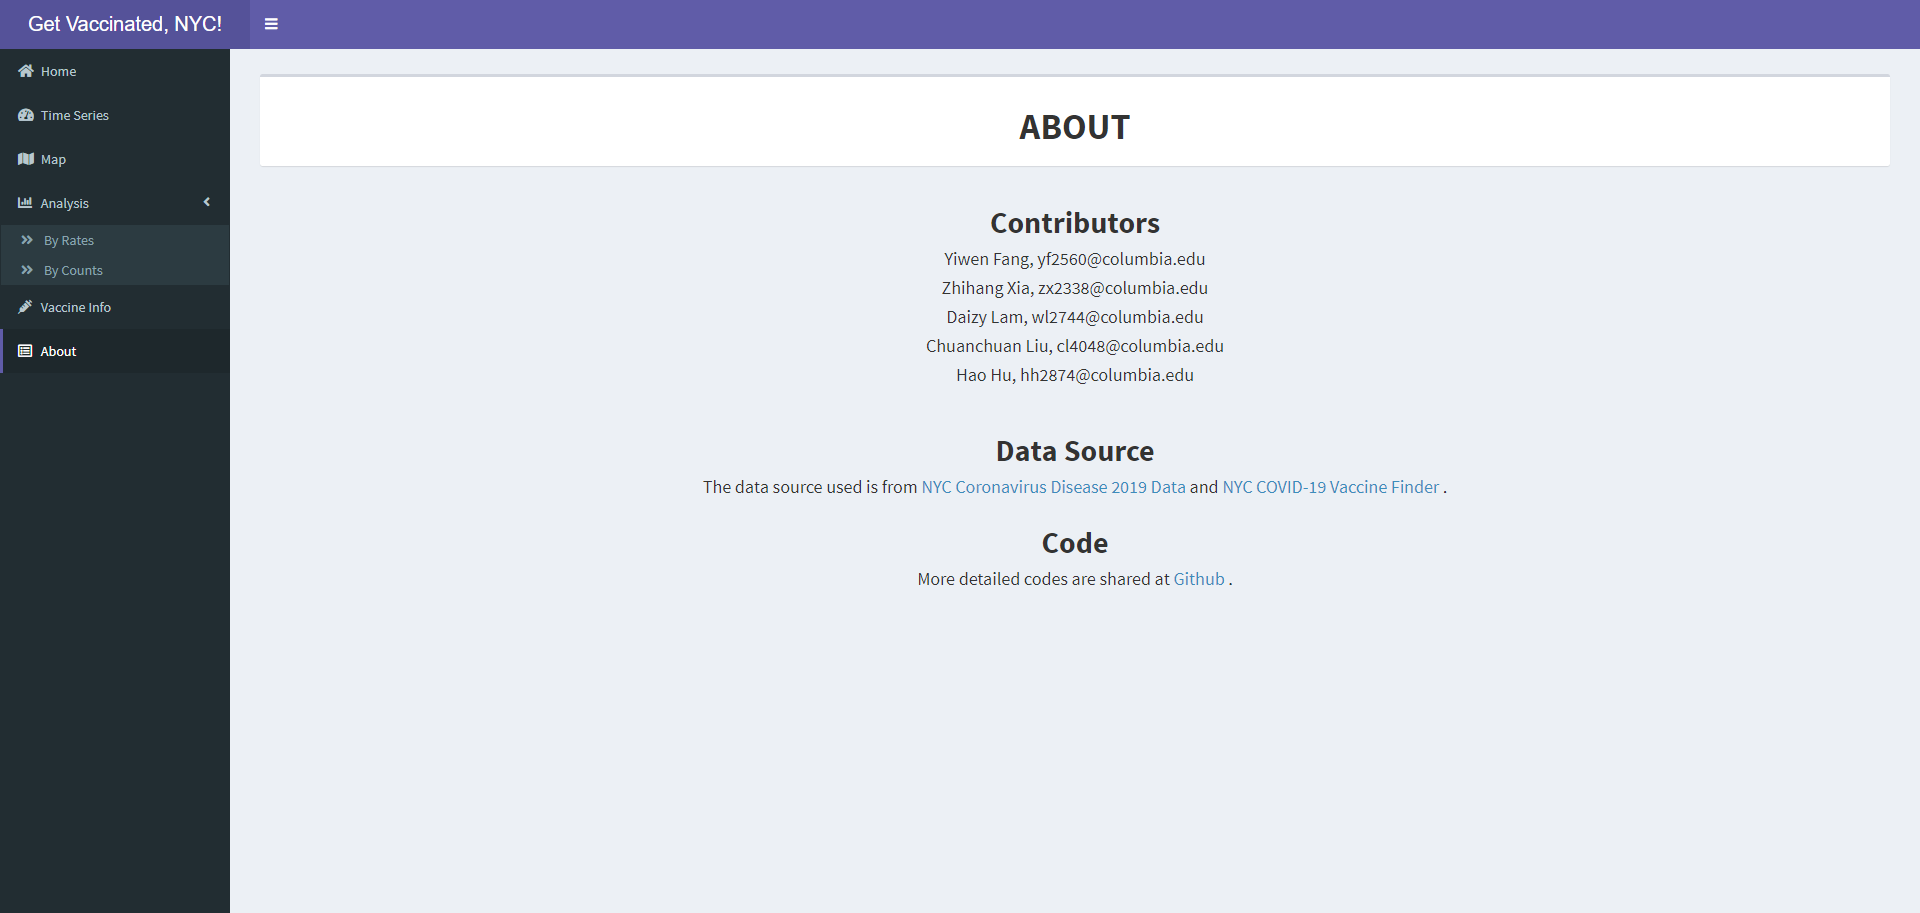 Get Vaccinated, NYC!
Home
Time Series
Map
Analysis
By Rates
By Counts
Vaccine Info
About
ABOUT
Contributors
Yiwen Fang, yf2560@columbia.edu
Zhihang Xia, zx2338@columbia.edu
Daizy Lam, wl2744@columbia.edu
Chuanchuan Liu, cl4048@columbia.edu
Hao Hu, hh2874@columbia.edu
Data Source
The data source used is from NYC Coronavirus Disease 2019 Data and NYC COVID-19 Vaccine Finder .
Code
More detailed codes are shared at Github .